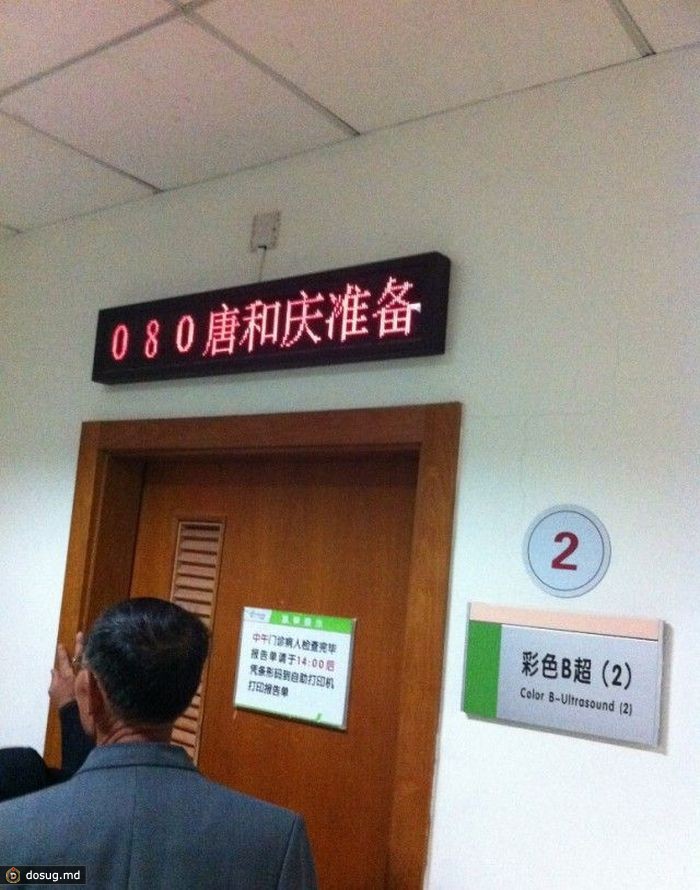 080唐和庆准备
2
彩色B超（2）
Color B-Ultrasound (2)
中午门诊病人检查完毕
报告单请于14:00后
凭条形码到自助打印机
打印报告单
dosug.md